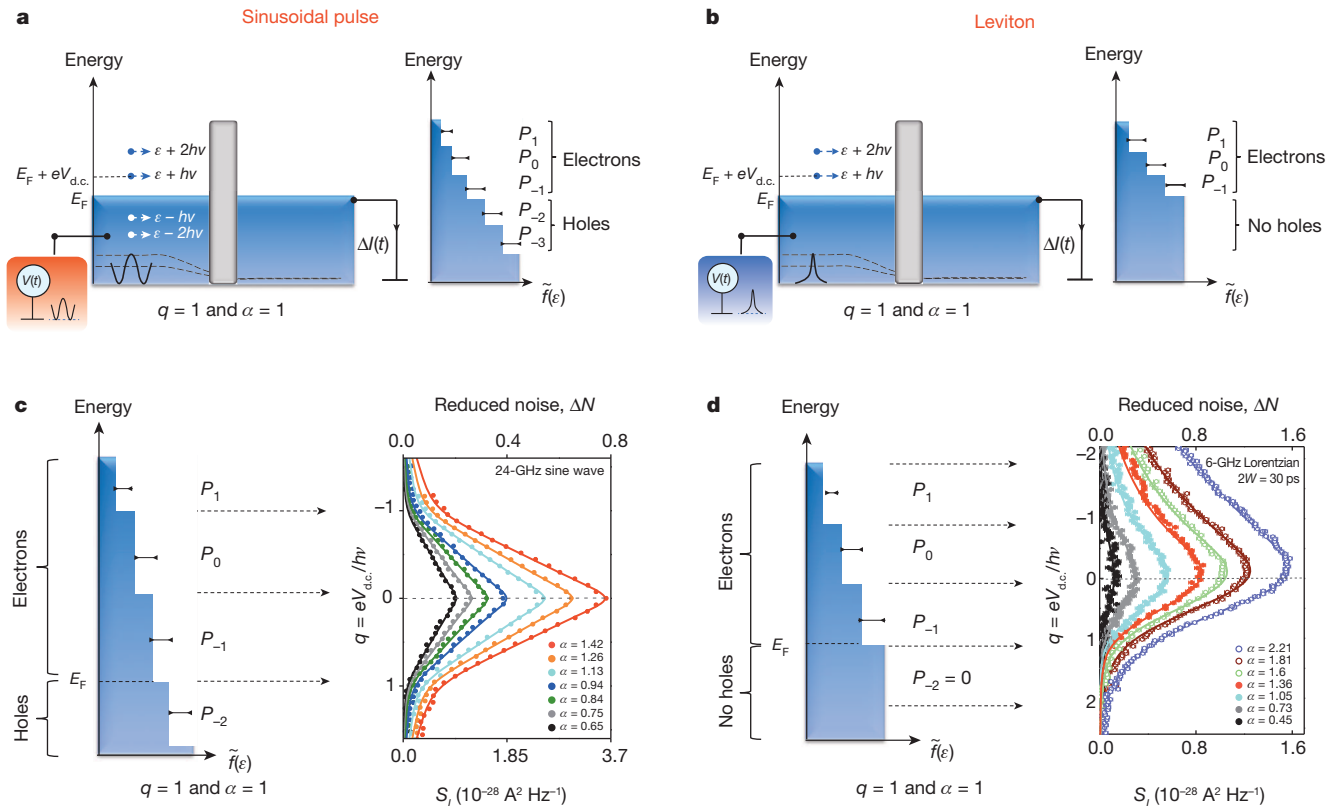 a
Sinusoidal pulse
Energy
ε + 2hν
E_F + eV_d.c.
ε + hν
E_F
ε – hν
ε – 2hν
V(t)
ΔI(t)
q = 1 and α = 1
Energy
P_1
P_0
P_–1
Electrons
P_–2
P_–3
Holes
f̃(ε)
b
Leviton
Energy
ε + 2hν
E_F + eV_d.c.
ε + hν
E_F
V(t)
ΔI(t)
q = 1 and α = 1
Energy
P_1
P_0
P_–1
Electrons
No holes
f̃(ε)
c
Energy
Electrons
Holes
E_F
P_1
P_0
P_–1
P_–2
f̃(ε)
q = 1 and α = 1
Reduced noise, ΔN
0.0 0.4 0.8
24-GHz sine wave
q = eV_d.c./hν
–1
0
1
α = 1.42
α = 1.26
α = 1.13
α = 0.94
α = 0.84
α = 0.75
α = 0.65
0.0 1.85 3.7
S_I (10⁻²⁸ A² Hz⁻¹)
d
Energy
Electrons
No holes
E_F
P_1
P_0
P_–1
P_–2 = 0
f̃(ε)
q = 1 and α = 1
Reduced noise, ΔN
0.0 0.8 1.6
6-GHz Lorentzian
2W = 30 ps
q = eV_d.c./hν
–2
–1
0
1
2
α = 2.21
α = 1.81
α = 1.6
α = 1.36
α = 1.05
α = 0.73
α = 0.45
0.0 0.8 1.6
S_I (10⁻²⁸ A² Hz⁻¹)